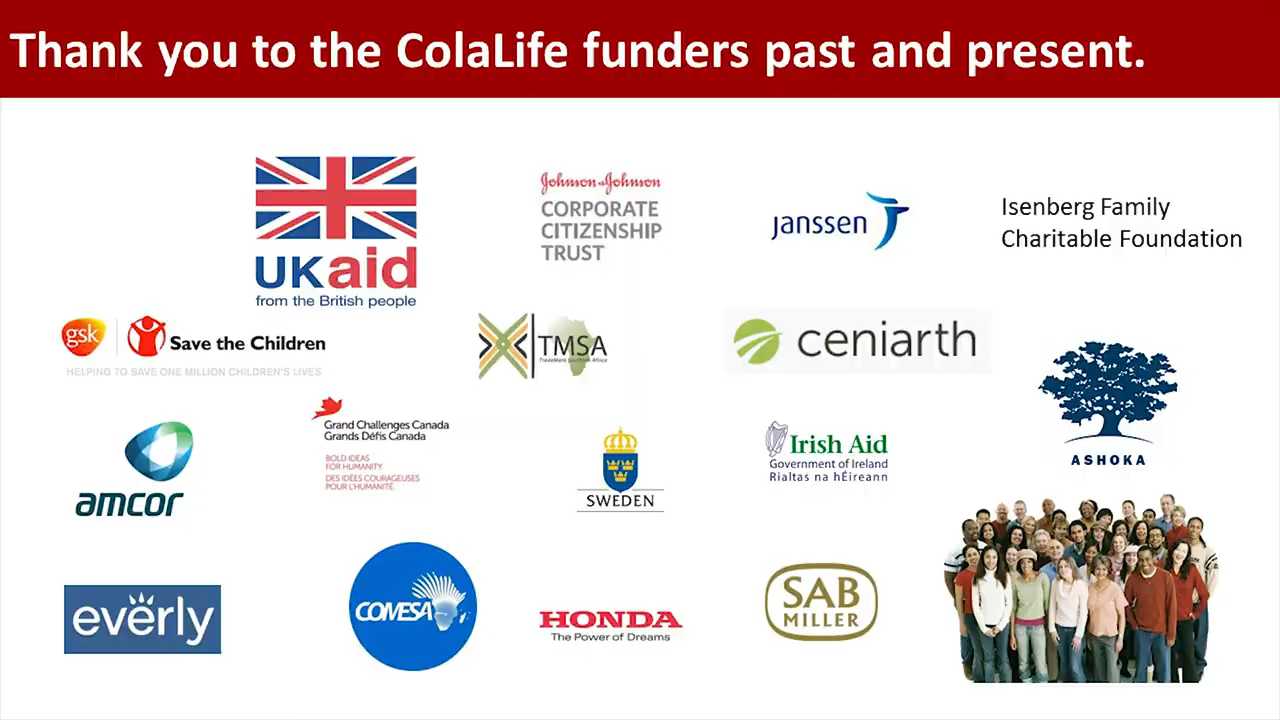 Thank you to the ColaLife funders past and present.
UKaid
from the British people
Johnson & Johnson
CORPORATE
CITIZENSHIP
TRUST
janssen
Isenberg Family
Charitable Foundation
gsk
Save the Children
HELPING TO SAVE ONE MILLION CHILDREN'S LIVES
TMSA
TradeMark Southern Africa
ceniarth
ASHOKA
amcor
Grand Challenges Canada
Grands Défis Canada
BOLD IDEAS
FOR HUMANITY.
DES IDÉES COURAGEUSES
POUR L'HUMANITÉ.
SWEDEN
Irish Aid
Government of Ireland
Rialtas na hÉireann
everly
COMESA
HONDA
The Power of Dreams
SAB
MILLER